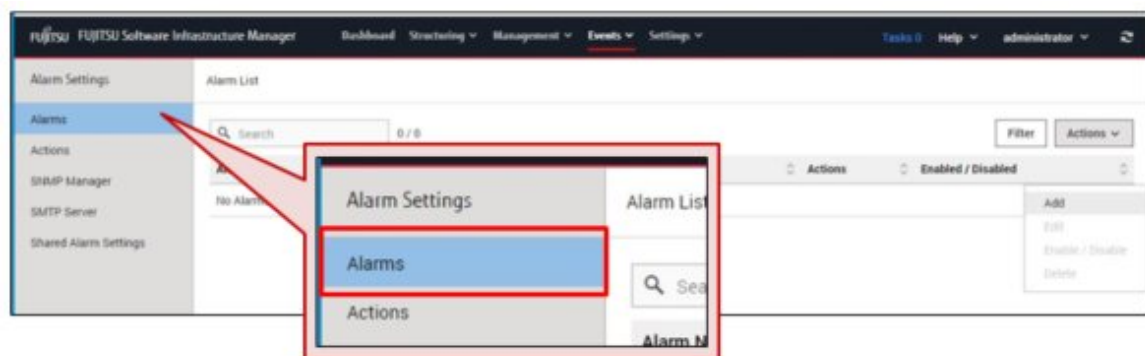 FUJITSU FUJITSU Software Infrastructure Manager Dashboard Structuring Management Events Settings Tasks 0 Help administrator
Alarm Settings
Alarm List
Alarms
Search
0 / 0
Filter
Actions
Actions
SNMP Manager
SMTP Server
Shared Alarm Settings
Actions
Enabled / Disabled
No Alarm
Add
Edit
Enable / Disable
Delete
Alarm Settings
Alarm List
Alarms
Sea
Actions
Alarm N